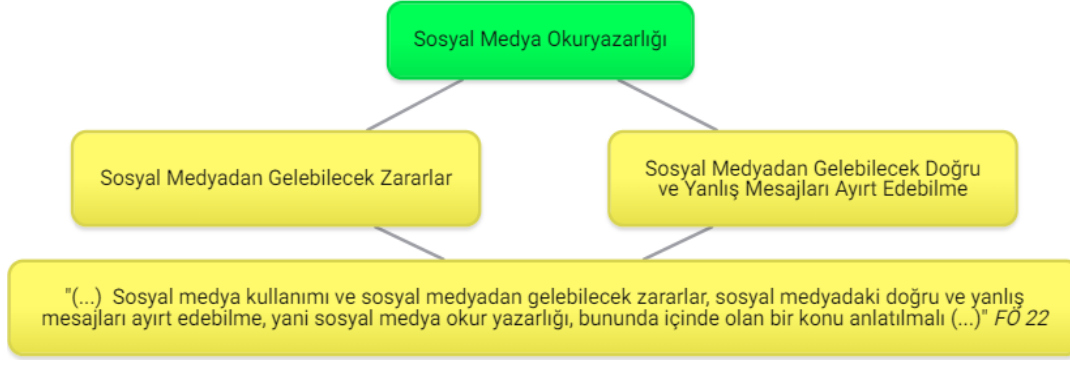 Sosyal Medya Okuryazarlığı
Sosyal Medyadan Gelebilecek Zararlar
Sosyal Medyadan Gelebilecek Doğru
ve Yanlış Mesajları Ayırt Edebilme
"(...) Sosyal medya kullanımı ve sosyal medyadan gelebilecek zararlar, sosyal medyadaki doğru ve yanlış
mesajları ayırt edebilme, yani sosyal medya okur yazarlığı, bununda içinde olan bir konu anlatılmalı (...)" FÖ 22